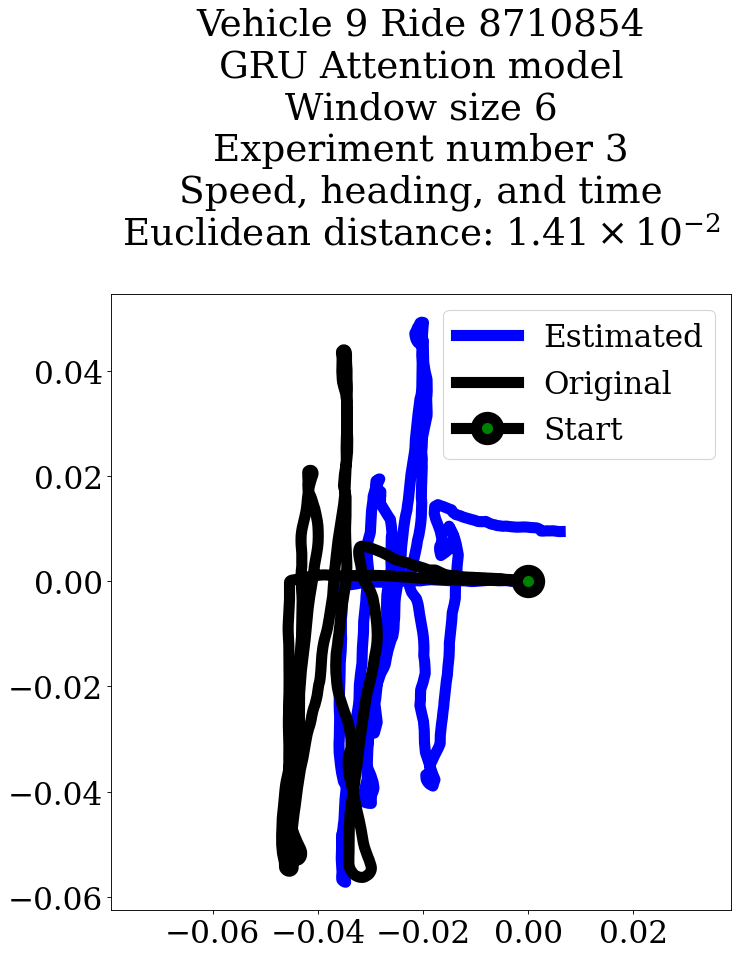 Vehicle 9 Ride 8710854
GRU Attention model
Window size 6
Experiment number 3
Speed, heading, and time
Euclidean distance: 1.41 × 10⁻²
Estimated
Original
Start
0.04
0.02
0.00
−0.02
−0.04
−0.06
−0.06 −0.04 −0.02 0.00 0.02